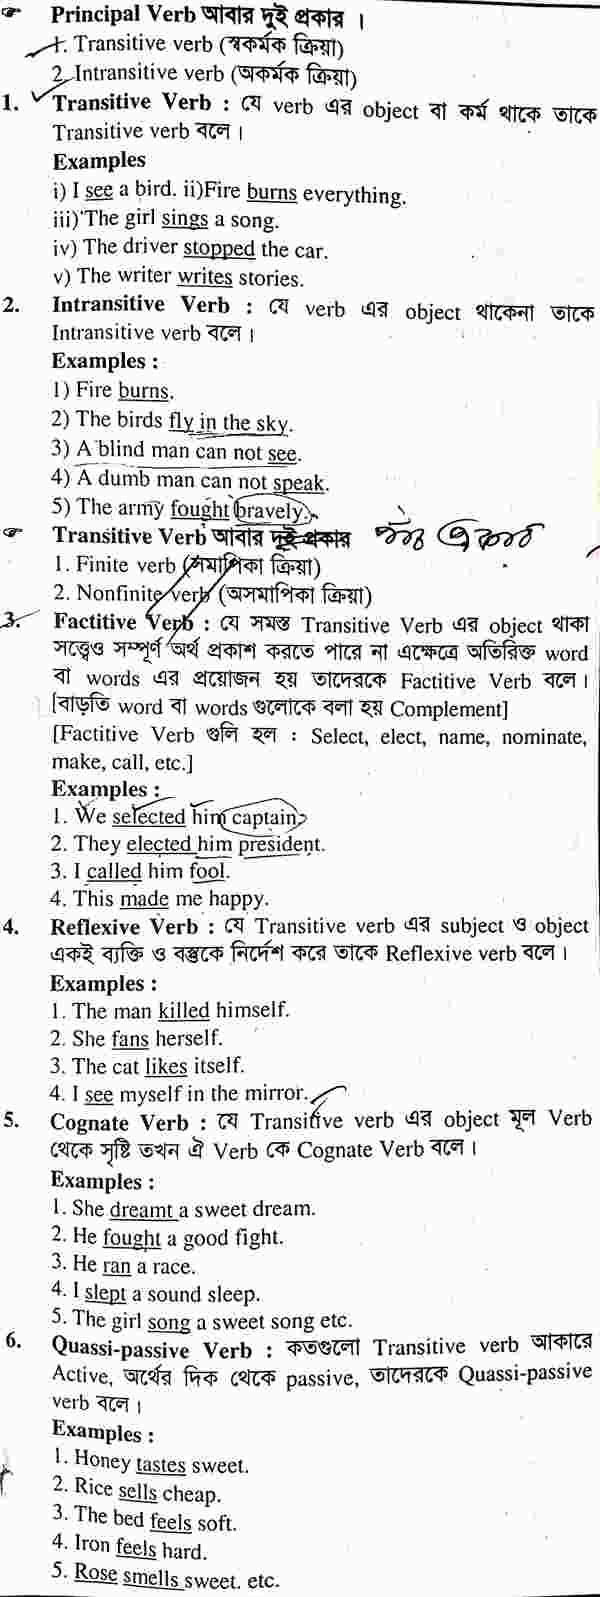 Principal Verb আবার দুই প্রকার ।
1. Transitive verb (স্বকর্মক ক্রিয়া)
2. Intransitive verb (অকর্মক ক্রিয়া)
1. Transitive Verb : যে verb এর object বা কর্ম থাকে তাকে
Transitive verb বলে ।
Examples
i) I see a bird. ii)Fire burns everything.
iii) The girl sings a song.
iv) The driver stopped the car.
v) The writer writes stories.
2. Intransitive Verb : যে verb এর object থাকেনা তাকে
Intransitive verb বলে ।
Examples :
1) Fire burns.
2) The birds fly in the sky.
3) A blind man can not see.
4) A dumb man can not speak.
5) The army fought bravely.
Transitive Verb আবার দুই প্রকার পাঁচ প্রকার
1. Finite verb (সমাপিকা ক্রিয়া)
2. Nonfinite verb (অসমাপিকা ক্রিয়া)
3. Factitive Verb : যে সমস্ত Transitive Verb এর object থাকা
সত্ত্বেও সম্পূর্ণ অর্থ প্রকাশ করতে পারে না এক্ষেত্রে অতিরিক্ত word
বা words এর প্রয়োজন হয় তাদেরকে Factitive Verb বলে ।
[বাড়তি word বা words গুলোকে বলা হয় Complement]
[Factitive Verb গুলি হল : Select, elect, name, nominate,
make, call, etc.]
Examples :
1. We selected him captain.
2. They elected him president.
3. I called him fool.
4. This made me happy.
4. Reflexive Verb : যে Transitive verb এর subject ও object
একই ব্যক্তি ও বস্তুকে নির্দেশ করে তাকে Reflexive verb বলে ।
Examples :
1. The man killed himself.
2. She fans herself.
3. The cat likes itself.
4. I see myself in the mirror.
5. Cognate Verb : যে Transitive verb এর object মূল Verb
থেকে সৃষ্টি তখন ঐ Verb কে Cognate Verb বলে ।
Examples :
1. She dreamt a sweet dream.
2. He fought a good fight.
3. He ran a race.
4. I slept a sound sleep.
5. The girl song a sweet song etc.
6. Quassi-passive Verb : কতগুলো Transitive verb আকারে
Active, অর্থের দিক থেকে passive, তাদেরকে Quassi-passive
verb বলে ।
Examples :
1. Honey tastes sweet.
2. Rice sells cheap.
3. The bed feels soft.
4. Iron feels hard.
5. Rose smells sweet. etc.